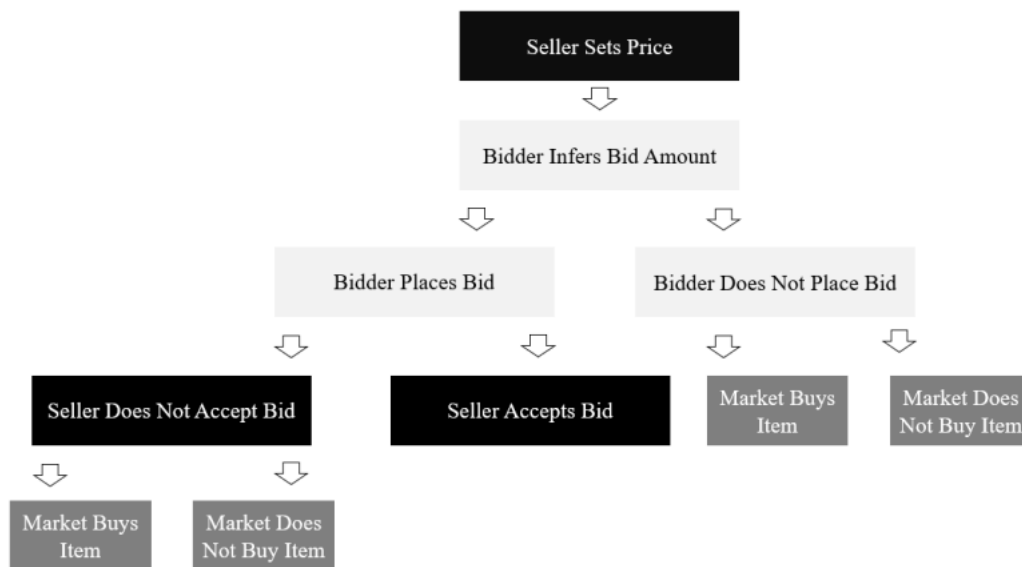 Seller Sets Price
Bidder Infers Bid Amount
Bidder Places Bid
Bidder Does Not Place Bid
Seller Does Not Accept Bid
Seller Accepts Bid
Market Buys
Item
Market Does
Not Buy Item
Market Buys
Item
Market Does
Not Buy Item